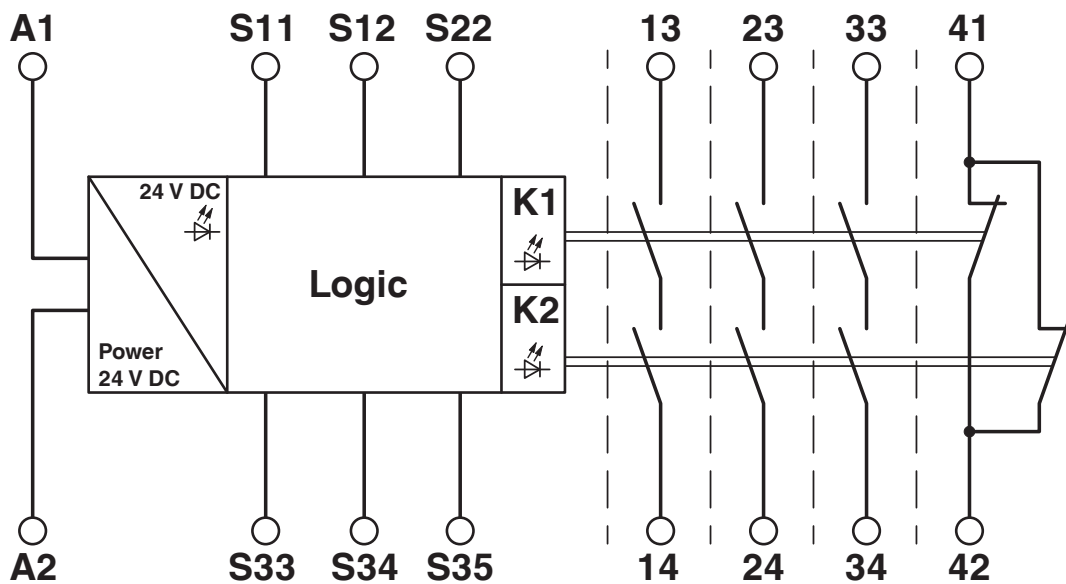 A1 S11 S12 S22 13 23 33 41
24 V DC
K1
Logic
K2
Power
24 V DC
A2 S33 S34 S35 14 24 34 42